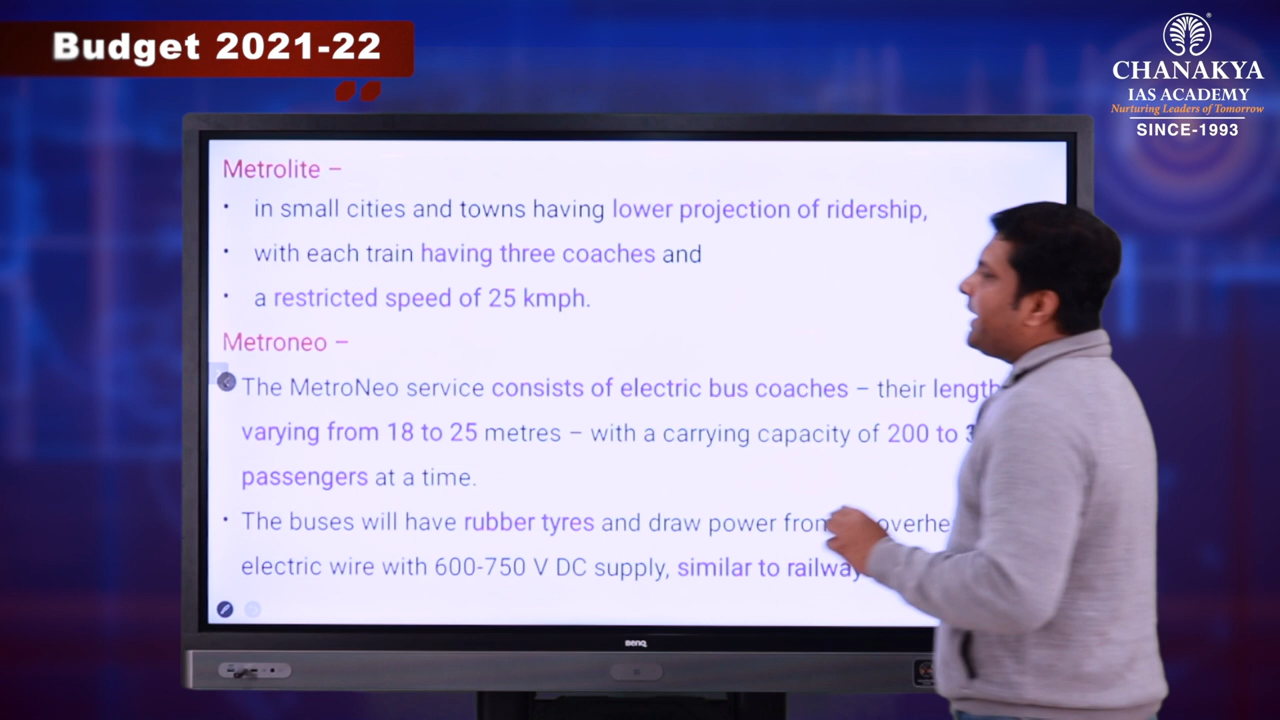 Budget 2021-22
CHANAKYA
IAS ACADEMY
Nurturing Leaders of Tomorrow
SINCE-1993
Metrolite –
• in small cities and towns having lower projection of ridership,
• with each train having three coaches and
• a restricted speed of 25 kmph.
Metroneo –
The MetroNeo service consists of electric bus coaches – their length
varying from 18 to 25 metres – with a carrying capacity of 200 to
passengers at a time.
• The buses will have rubber tyres and draw power from
electric wire with 600-750 V DC supply, similar to
BenQ